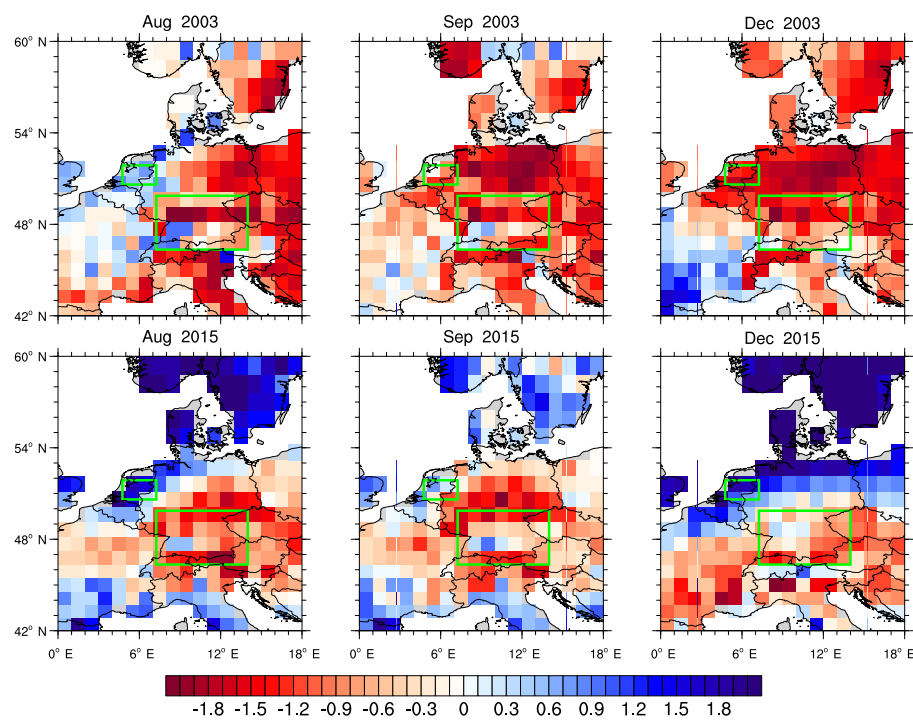 Aug 2003 Sep 2003 Dec 2003
60° N
54°
48°
42° N
Aug 2015 Sep 2015 Dec 2015
60° N
54°
48°
42° N
0° E 6° E 12° E 18° E 0° E 6° E 12° E 18° E 0° E 6° E 12° E 18° E
-1.8 -1.5 -1.2 -0.9 -0.6 -0.3 0 0.3 0.6 0.9 1.2 1.5 1.8